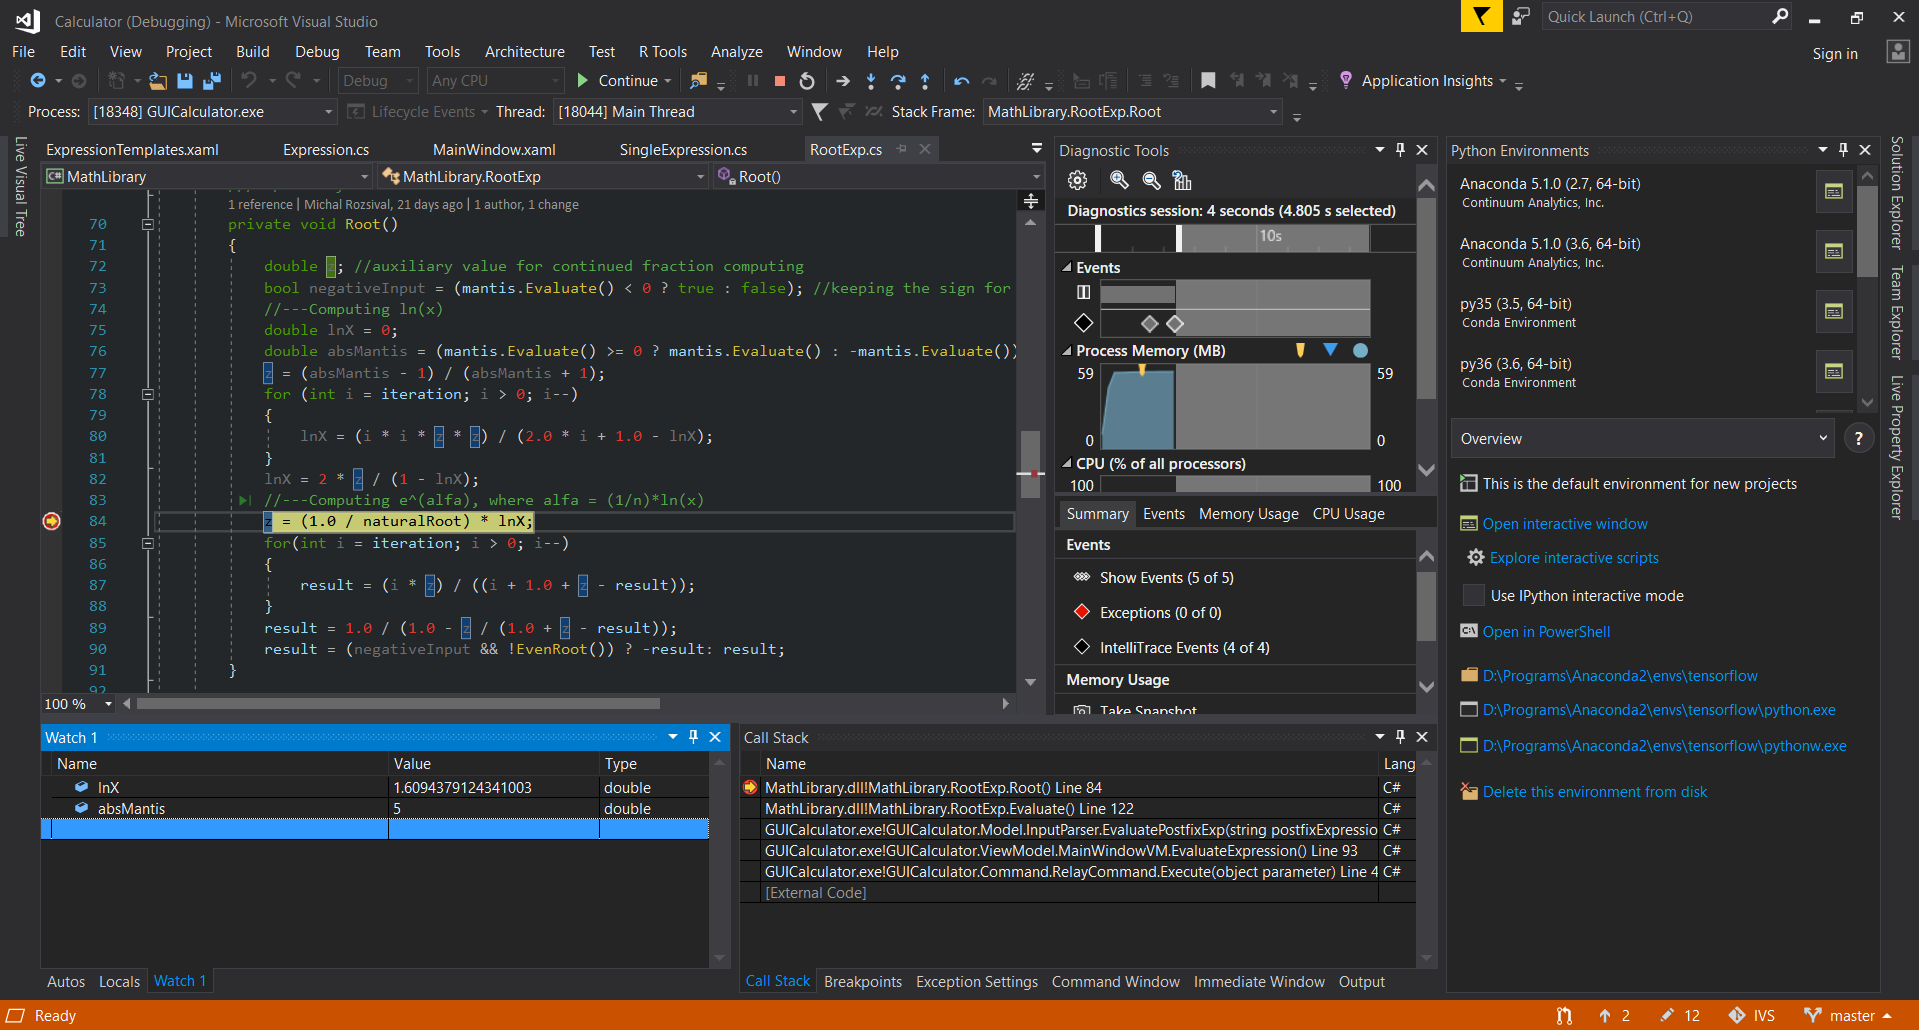 Calculator (Debugging) - Microsoft Visual Studio
Quick Launch (Ctrl+Q)
File Edit View Project Build Debug Team Tools Architecture Test R Tools Analyze Window Help
Sign in
Debug Any CPU Continue Application Insights
Process: [18348] GUICalculator.exe Lifecycle Events Thread: [18044] Main Thread Stack Frame: MathLibrary.RootExp.Root
Live Visual Tree
ExpressionTemplates.xaml Expression.cs MainWindow.xaml SingleExpression.cs RootExp.cs
C# MathLibrary MathLibrary.RootExp Root()
1 reference | Michal Rozsival, 21 days ago | 1 author, 1 change
70 private void Root()
71 {
72 double z; //auxiliary value for continued fraction computing
73 bool negativeInput = (mantis.Evaluate() < 0 ? true : false); //keeping the sign for
74 //---Computing ln(x)
75 double lnX = 0;
76 double absMantis = (mantis.Evaluate() >= 0 ? mantis.Evaluate() : -mantis.Evaluate())
77 z = (absMantis - 1) / (absMantis + 1);
78 for (int i = iteration; i > 0; i--)
79 {
80 lnX = (i * i * z * z) / (2.0 * i + 1.0 - lnX);
81 }
82 lnX = 2 * z / (1 - lnX);
83 //---Computing e^(alfa), where alfa = (1/n)*ln(x)
84 z = (1.0 / naturalRoot) * lnX;
85 for(int i = iteration; i > 0; i--)
86 {
87 result = (i * z) / ((i + 1.0 + z - result));
88 }
89 result = 1.0 / (1.0 - z / (1.0 + z - result));
90 result = (negativeInput && !EvenRoot()) ? -result: result;
91 }
92
100 %
Diagnostic Tools
Diagnostics session: 4 seconds (4.805 s selected)
10s
Events
Process Memory (MB)
59 59
0 0
CPU (% of all processors)
100 100
Summary Events Memory Usage CPU Usage
Events
Show Events (5 of 5)
Exceptions (0 of 0)
IntelliTrace Events (4 of 4)
Memory Usage
Take Snapshot
Python Environments
Anaconda 5.1.0 (2.7, 64-bit)
Continuum Analytics, Inc.
Anaconda 5.1.0 (3.6, 64-bit)
Continuum Analytics, Inc.
py35 (3.5, 64-bit)
Conda Environment
py36 (3.6, 64-bit)
Conda Environment
Overview ?
This is the default environment for new projects
Open interactive window
Explore interactive scripts
Use IPython interactive mode
Open in PowerShell
D:\Programs\Anaconda2\envs\tensorflow
D:\Programs\Anaconda2\envs\tensorflow\python.exe
D:\Programs\Anaconda2\envs\tensorflow\pythonw.exe
Delete this environment from disk
Solution Explorer
Team Explorer
Live Property Explorer
Watch 1
Name Value Type
lnX 1.6094379124341003 double
absMantis 5 double
Autos Locals Watch 1
Call Stack
Name Lang
MathLibrary.dll!MathLibrary.RootExp.Root() Line 84 C#
MathLibrary.dll!MathLibrary.RootExp.Evaluate() Line 122 C#
GUICalculator.exe!GUICalculator.Model.InputParser.EvaluatePostfixExp(string postfixExpressio C#
GUICalculator.exe!GUICalculator.ViewModel.MainWindowVM.EvaluateExpression() Line 93 C#
GUICalculator.exe!GUICalculator.Command.RelayCommand.Execute(object parameter) Line 4 C#
[External Code]
Call Stack Breakpoints Exception Settings Command Window Immediate Window Output
Ready 2 12 IVS master